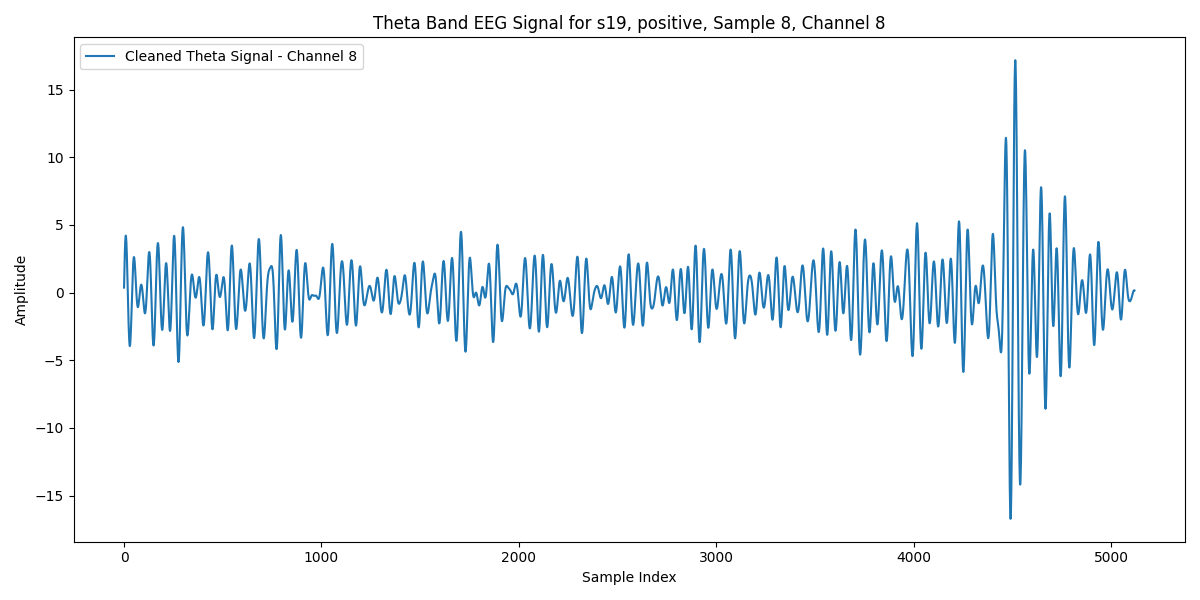 Theta Band EEG Signal for s19, positive, Sample 8, Channel 8
Cleaned Theta Signal - Channel 8
Amplitude
15
10
5
0
−5
−10
−15
0 1000 2000 3000 4000 5000
Sample Index